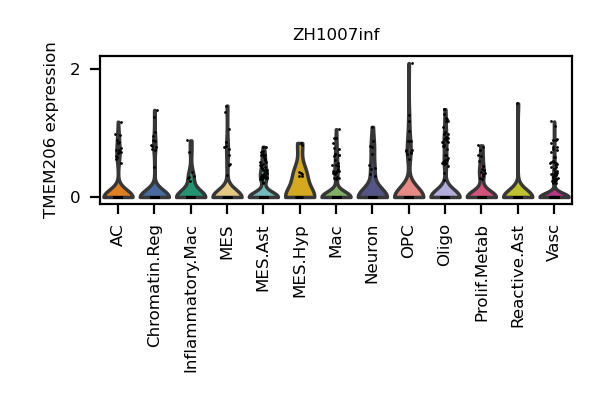 ZH1007inf
TMEM206 expression
2
0
AC
Chromatin.Reg
Inflammatory.Mac
MES
MES.Ast
MES.Hyp
Mac
Neuron
OPC
Oligo
Prolif.Metab
Reactive.Ast
Vasc